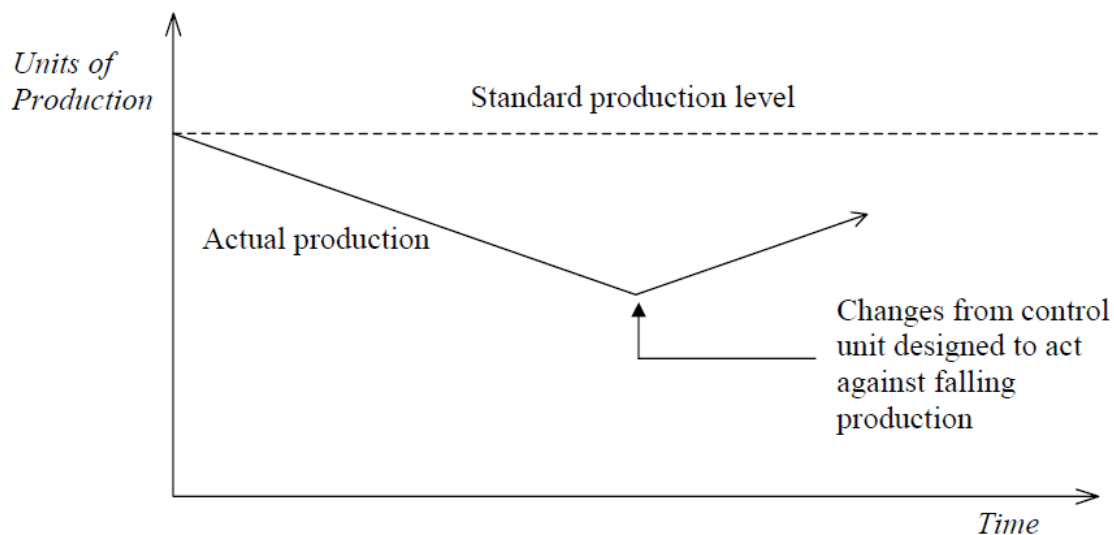 Units of
Production
Standard production level
Actual production
Changes from control
unit designed to act
against falling
production
Time